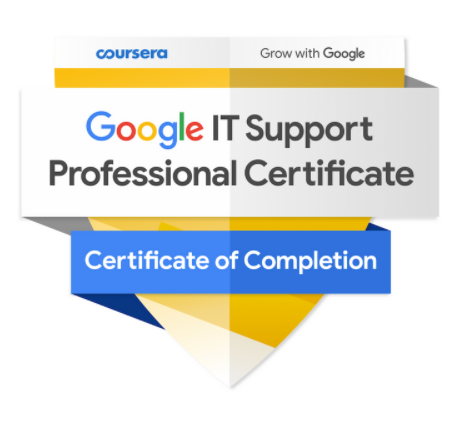 coursera
Grow with Google
Google IT Support
Professional Certificate
Certificate of Completion